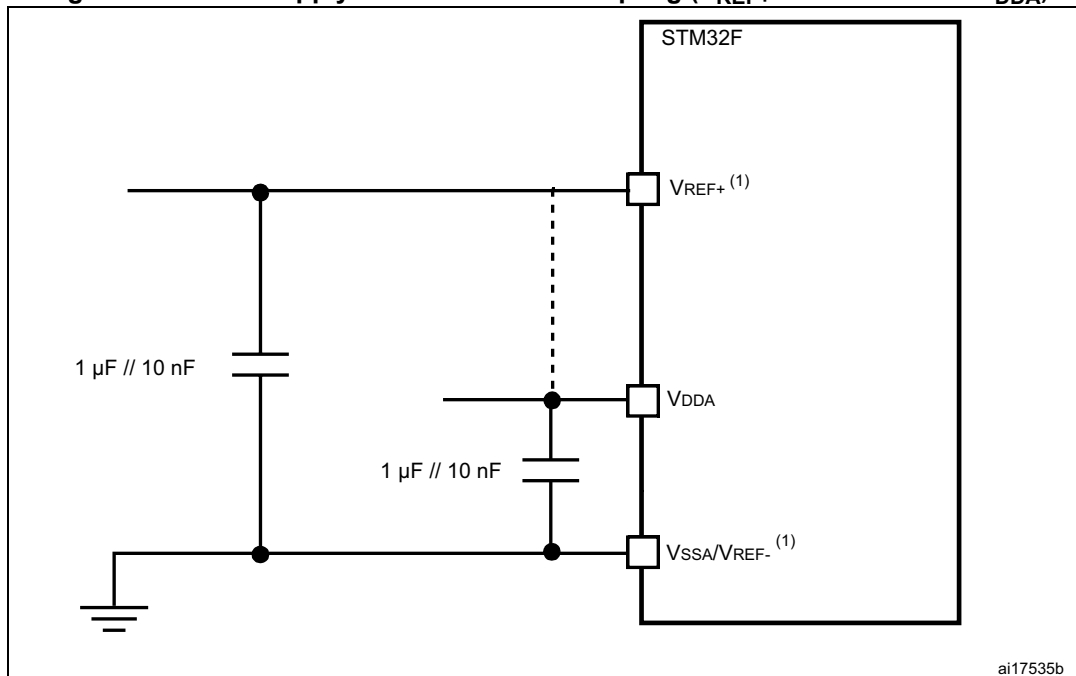 STM32F
VREF+ (1)
1 µF // 10 nF
VDDA
1 µF // 10 nF
VSSA/VREF- (1)
ai17535b